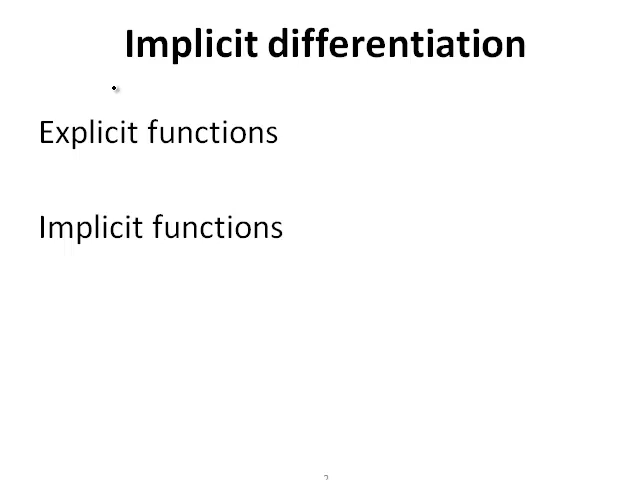 Implicit differentiation
Explicit functions
Implicit functions